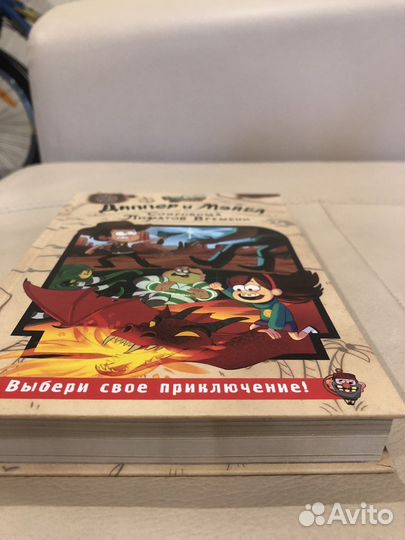 Диппер и Мэйбл
Сокровища
Пиратов Времени
Выбери свое приключение!
Avito